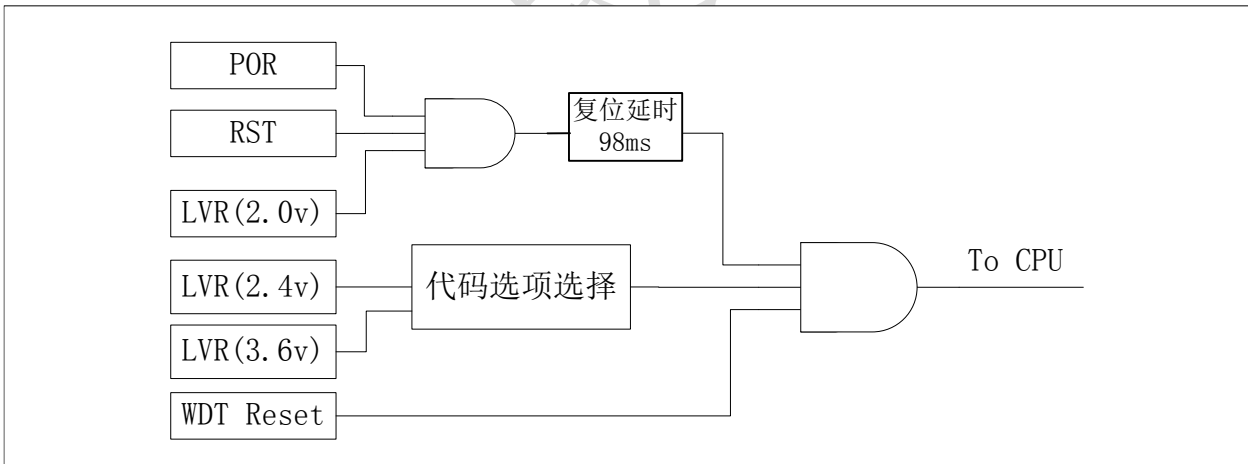 POR
RST
LVR(2.0v)
LVR(2.4v)
LVR(3.6v)
WDT Reset
复位延时
98ms
代码选项选择
To CPU